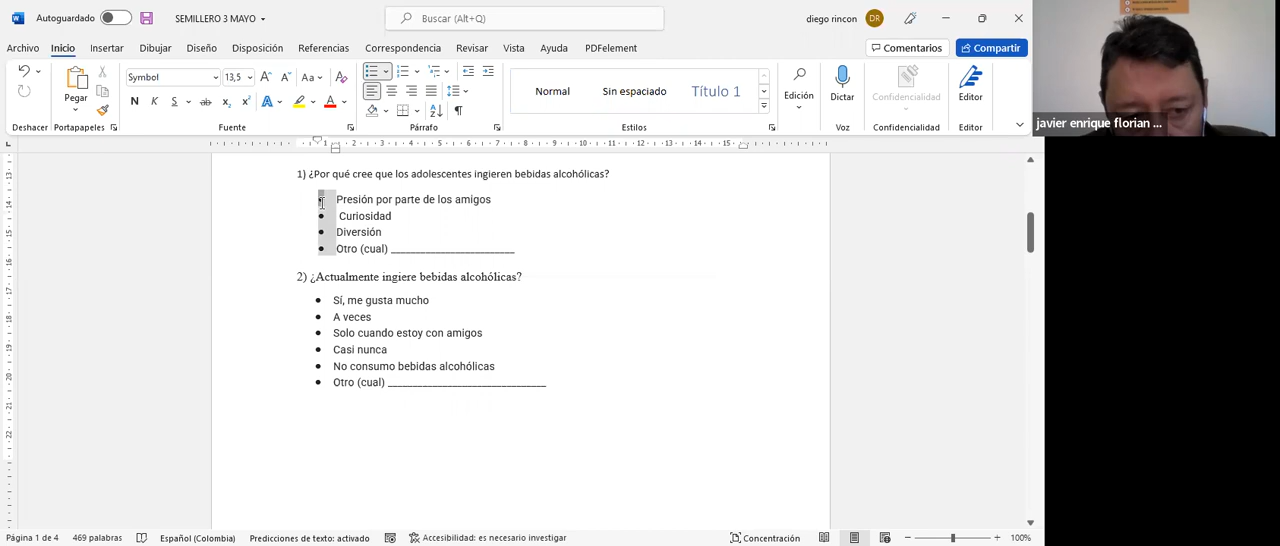 Autoguardado
SEMILLERO 3 MAYO
Buscar (Alt+Q)
diego rincon
DR
Archivo Inicio Insertar Dibujar Diseño Disposición Referencias Correspondencia Revisar Vista Ayuda PDFelement
Comentarios Compartir
Symbol 13,5
Pegar
Normal Sin espaciado Título 1
Edición Dictar Confidencialidad Editor
Deshacer Portapapeles Fuente Párrafo Estilos Voz Confidencialidad Editor
javier enrique florian ...
1) ¿Por qué cree que los adolescentes ingieren bebidas alcohólicas?
• Presión por parte de los amigos
• Curiosidad
• Diversión
• Otro (cual) ________________________
2) ¿Actualmente ingiere bebidas alcohólicas?
• Sí, me gusta mucho
• A veces
• Solo cuando estoy con amigos
• Casi nunca
• No consumo bebidas alcohólicas
• Otro (cual) ______________________________
Página 1 de 4 469 palabras Español (Colombia) Predicciones de texto: activado Accesibilidad: es necesario investigar Concentración 100%